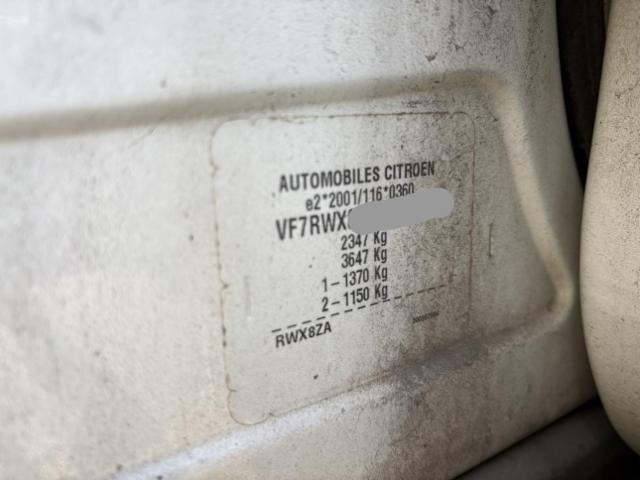 AUTOMOBILES CITROEN
e2*2001/116*0360
VF7RWX
2347 Kg
3647 Kg
1 – 1370 Kg
2 – 1150 Kg
RWX8ZA